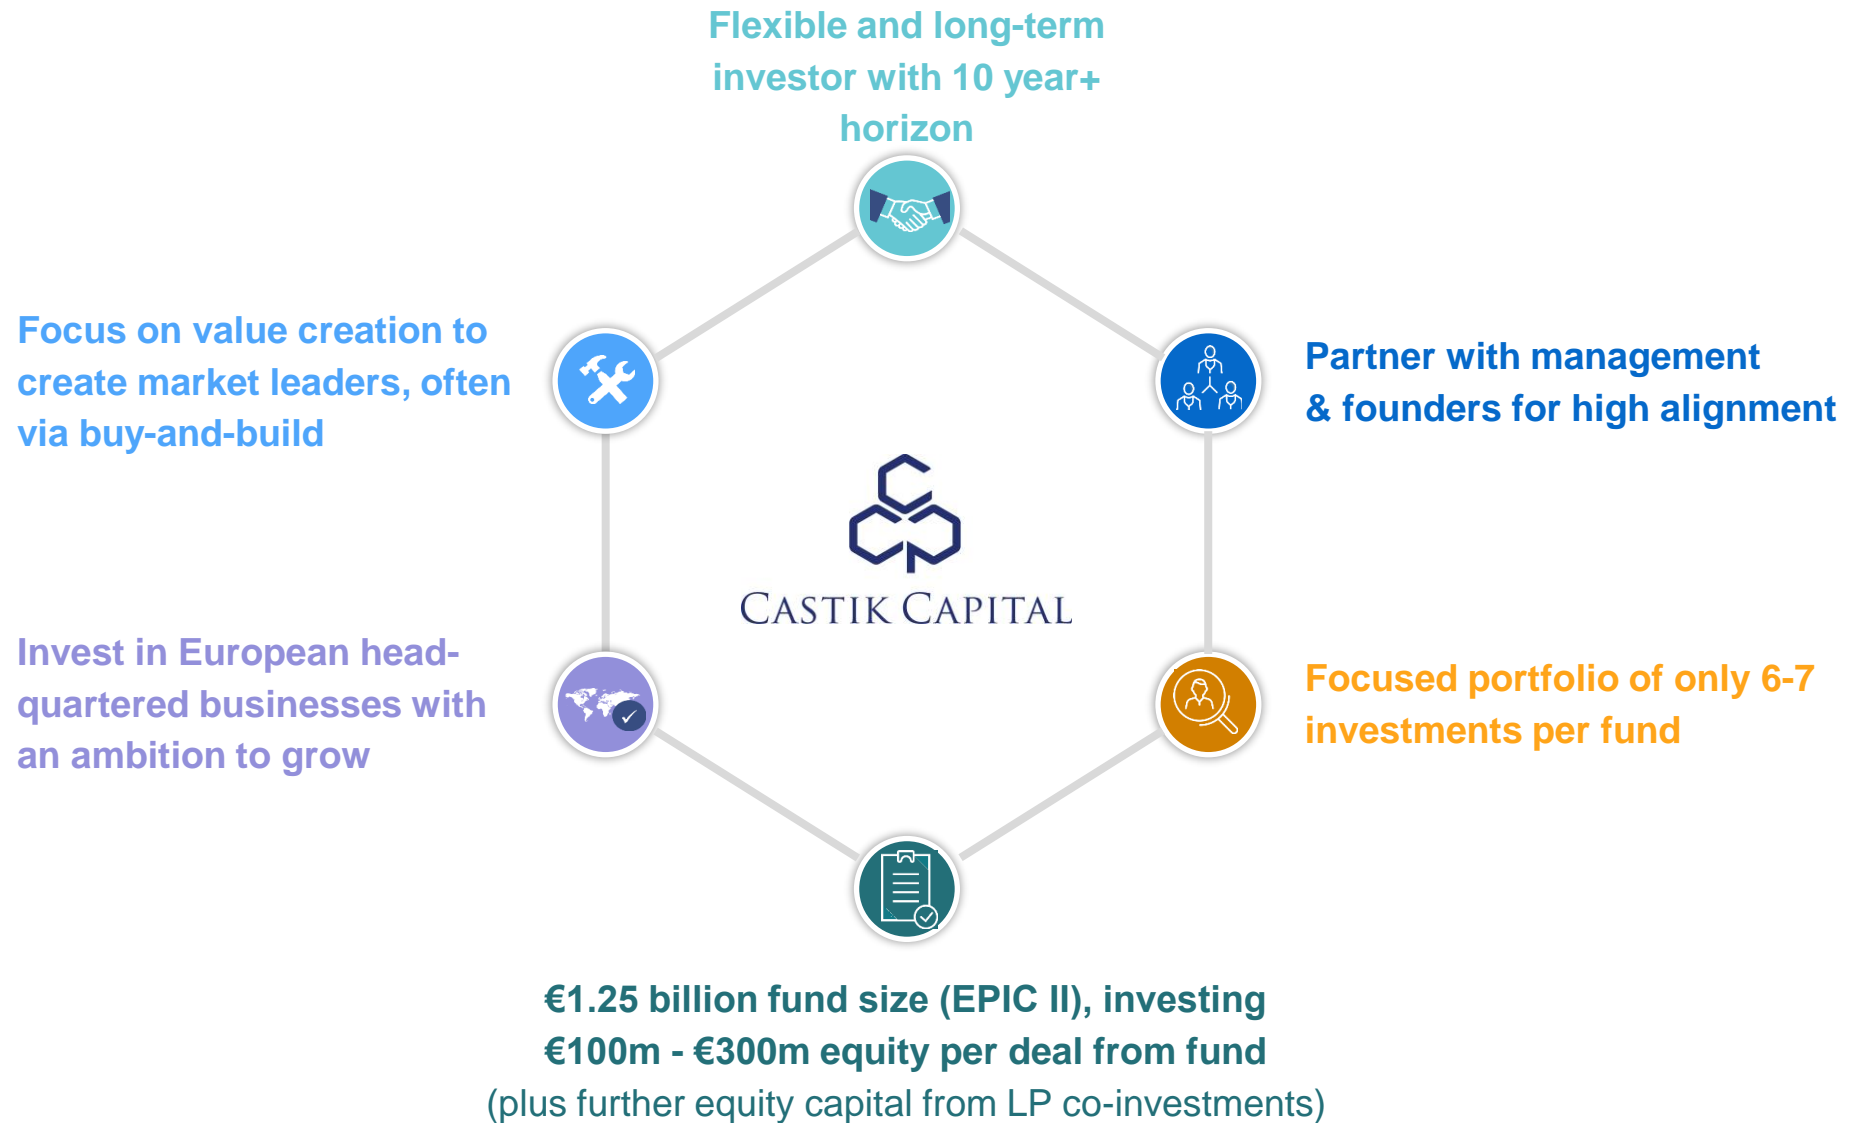 Flexible and long-term
investor with 10 year+
horizon
Focus on value creation to
create market leaders, often
via buy-and-build
Partner with management
& founders for high alignment
CASTIK CAPITAL
Invest in European head-
quartered businesses with
an ambition to grow
Focused portfolio of only 6-7
investments per fund
€1.25 billion fund size (EPIC II), investing
€100m - €300m equity per deal from fund
(plus further equity capital from LP co-investments)